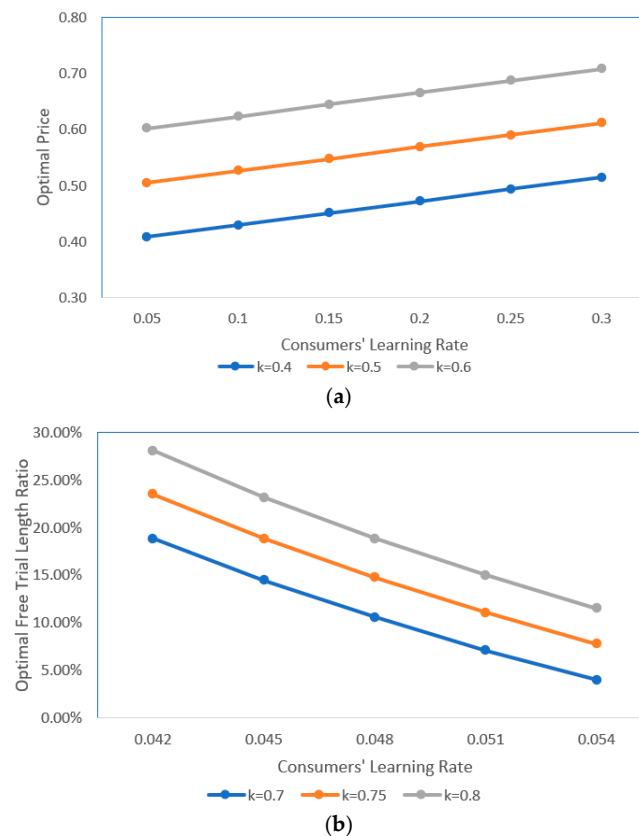 Optimal Price
0.80
0.70
0.60
0.50
0.40
0.30
0.05 0.1 0.15 0.2 0.25 0.3
Consumers' Learning Rate
k=0.4 k=0.5 k=0.6
(a)
Optimal Free Trial Length Ratio
30.00%
25.00%
20.00%
15.00%
10.00%
5.00%
0.00%
0.042 0.045 0.048 0.051 0.054
Consumers' Learning Rate
k=0.7 k=0.75 k=0.8
(b)